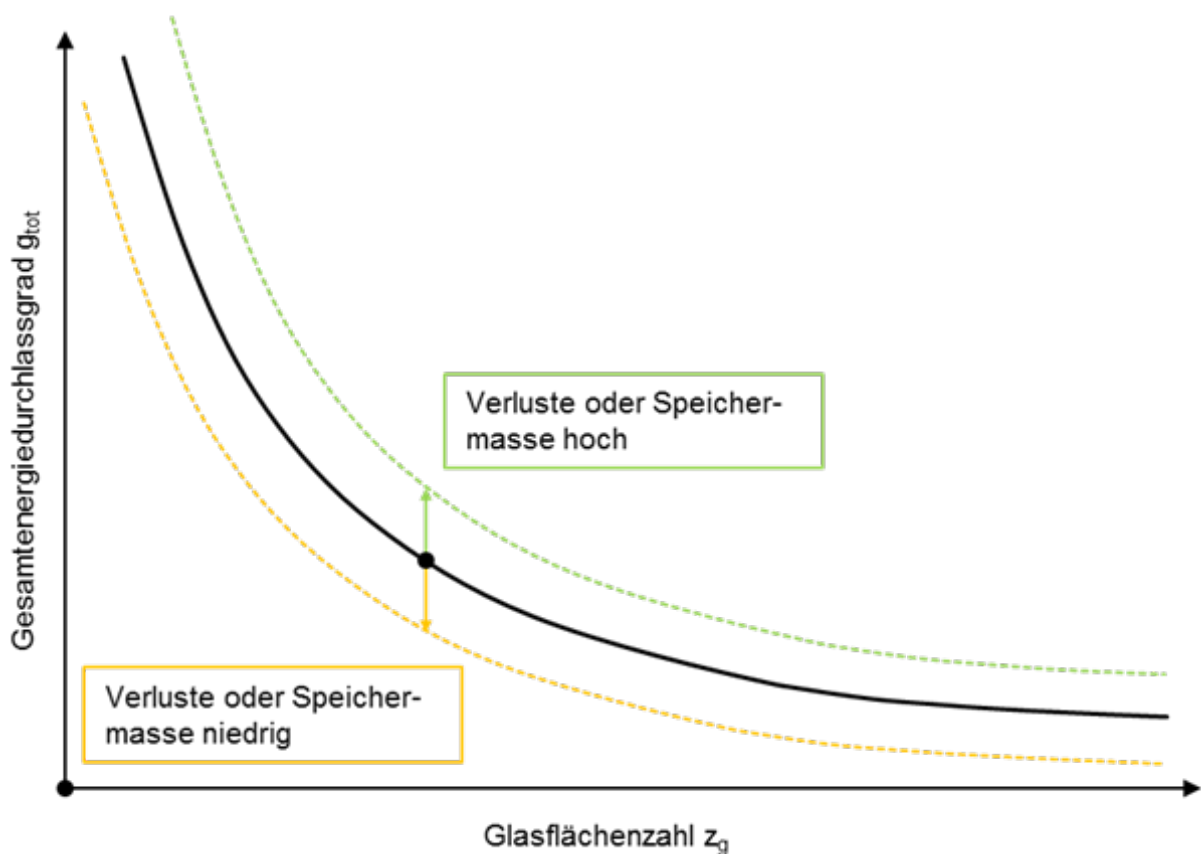 Gesamtenergiedurchlassgrad gtot
Verluste oder Speicher-
masse hoch
Verluste oder Speicher-
masse niedrig
Glasflächenzahl zg